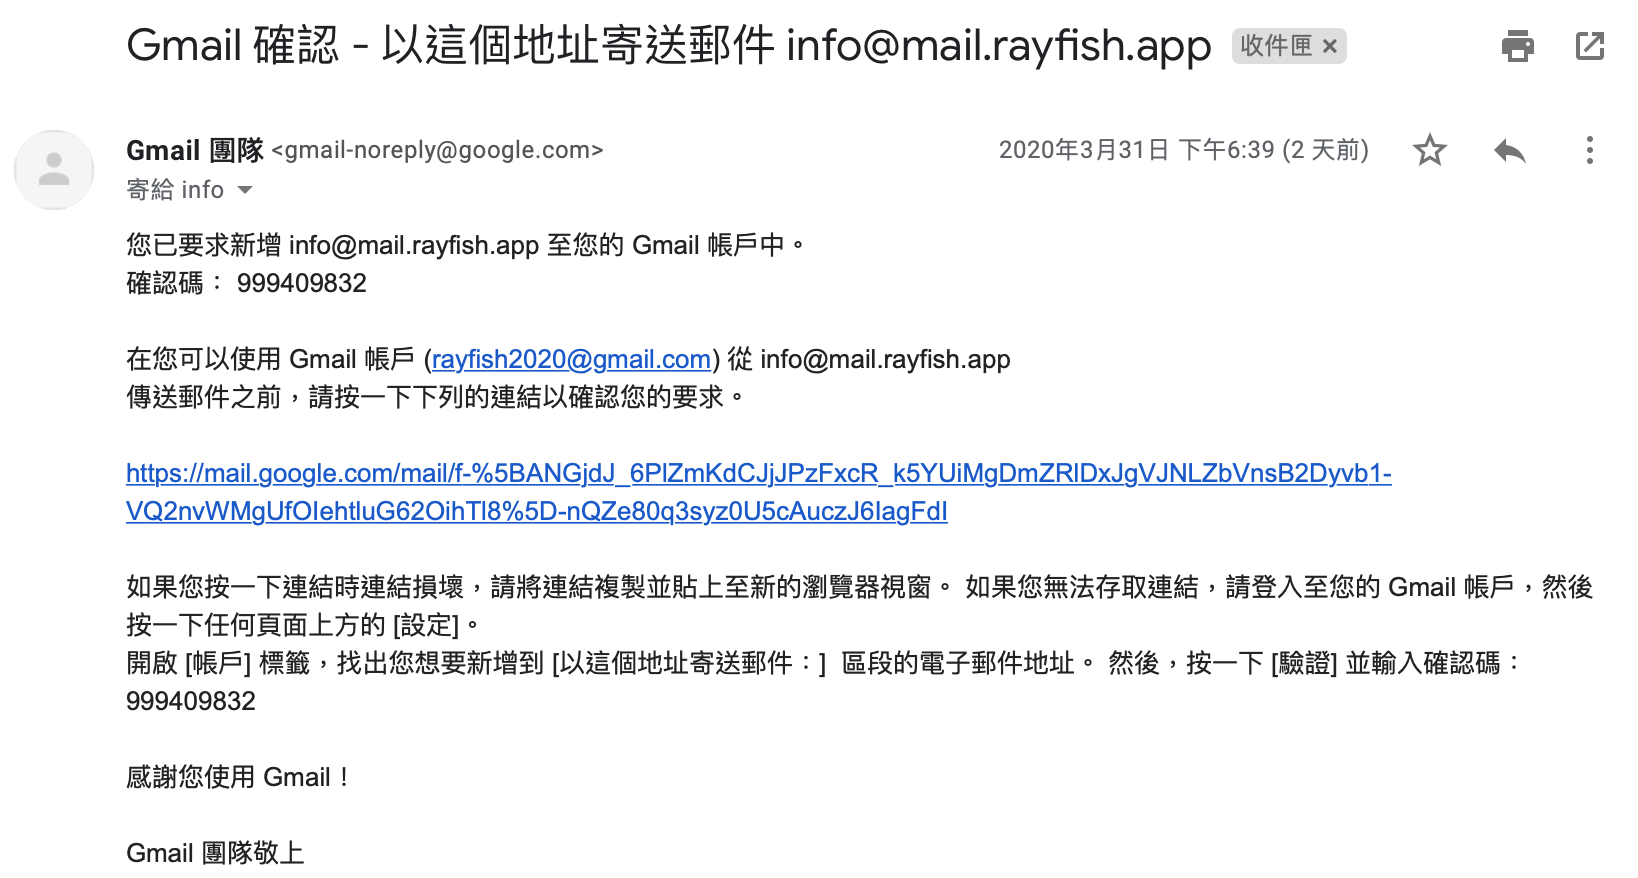 Gmail 確認 - 以這個地址寄送郵件 info@mail.rayfish.app 收件匣 ×
Gmail 團隊 <gmail-noreply@google.com> 2020年3月31日 下午6:39 (2 天前)
寄給 info
您已要求新增 info@mail.rayfish.app 至您的 Gmail 帳戶中。
確認碼： 999409832
在您可以使用 Gmail 帳戶 (rayfish2020@gmail.com) 從 info@mail.rayfish.app
傳送郵件之前，請按一下下列的連結以確認您的要求。
https://mail.google.com/mail/f-%5BANGjdJ_6PlZmKdCJjJPzFxcR_k5YUiMgDmZRlDxJgVJNLZbVnsB2Dyvb1-
VQ2nvWMgUfOIehtluG62OihTl8%5D-nQZe80q3syz0U5cAuczJ6IagFdI
如果您按一下連結時連結損壞，請將連結複製並貼上至新的瀏覽器視窗。 如果您無法存取連結，請登入至您的 Gmail 帳戶，然後
按一下任何頁面上方的 [設定]。
開啟 [帳戶] 標籤，找出您想要新增到 [以這個地址寄送郵件：] 區段的電子郵件地址。 然後，按一下 [驗證] 並輸入確認碼：
999409832
感謝您使用 Gmail！
Gmail 團隊敬上